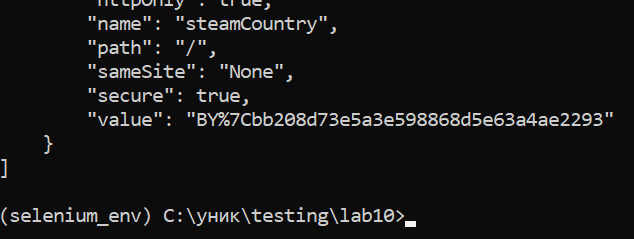 "httpOnly": true,
"name": "steamCountry",
"path": "/",
"sameSite": "None",
"secure": true,
"value": "BY%7Cbb208d73e5a3e598868d5e63a4ae2293"
}
]
(selenium_env) C:\уник\testing\lab10>